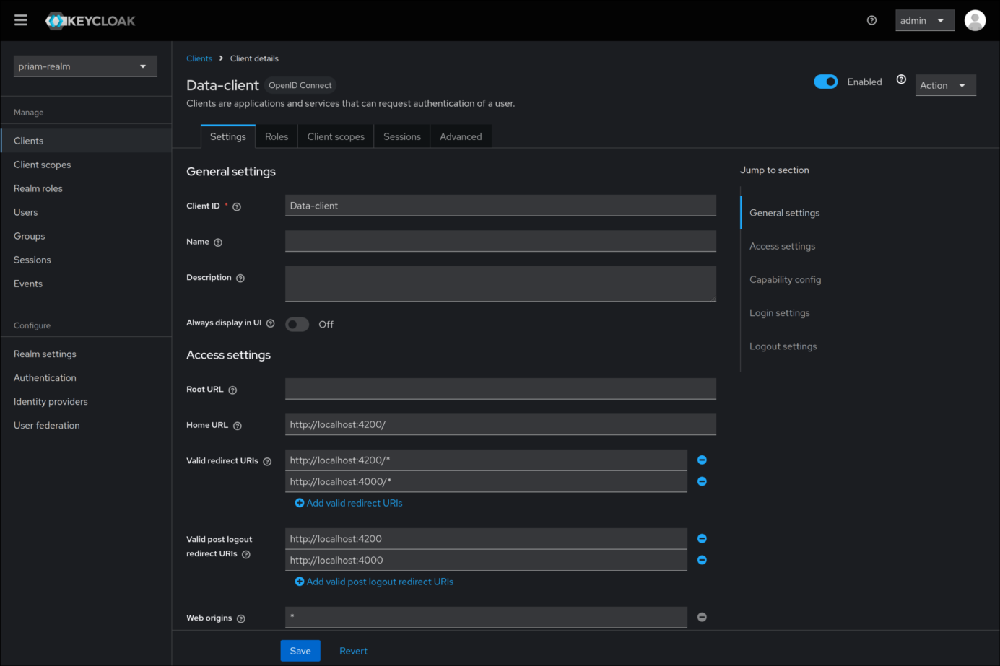 KEYCLOAK
admin
priam-realm
Manage
Clients
Client scopes
Realm roles
Users
Groups
Sessions
Events
Configure
Realm settings
Authentication
Identity providers
User federation
Clients > Client details
Data-client OpenID Connect
Clients are applications and services that can request authentication of a user.
Enabled
Action
Settings
Roles
Client scopes
Sessions
Advanced
General settings
Client ID * Data-client
Name
Description
Always display in UI Off
Access settings
Root URL
Home URL http://localhost:4200/
Valid redirect URIs http://localhost:4200/*
http://localhost:4000/*
Add valid redirect URIs
Valid post logout
redirect URIs
http://localhost:4200
http://localhost:4000
Add valid post logout redirect URIs
Web origins *
Save
Revert
Jump to section
General settings
Access settings
Capability config
Login settings
Logout settings